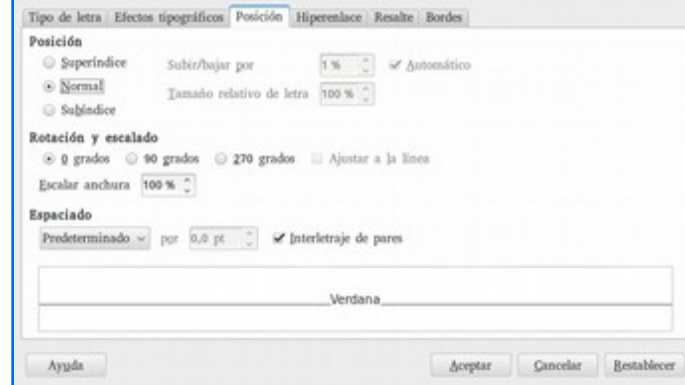 Tipo de letra Efectos tipográficos Posición Hiperenlace Resalte Bordes
Posición
Superíndice Subir/bajar por 1 % Automático
Normal Tamaño relativo de letra 100 %
Subíndice
Rotación y escalado
0 grados 90 grados 270 grados Ajustar a la línea
Escalar anchura 100 %
Espaciado
Predeterminado por 0,0 pt Interletraje de pares
Verdana
Ayuda Aceptar Cancelar Restablecer